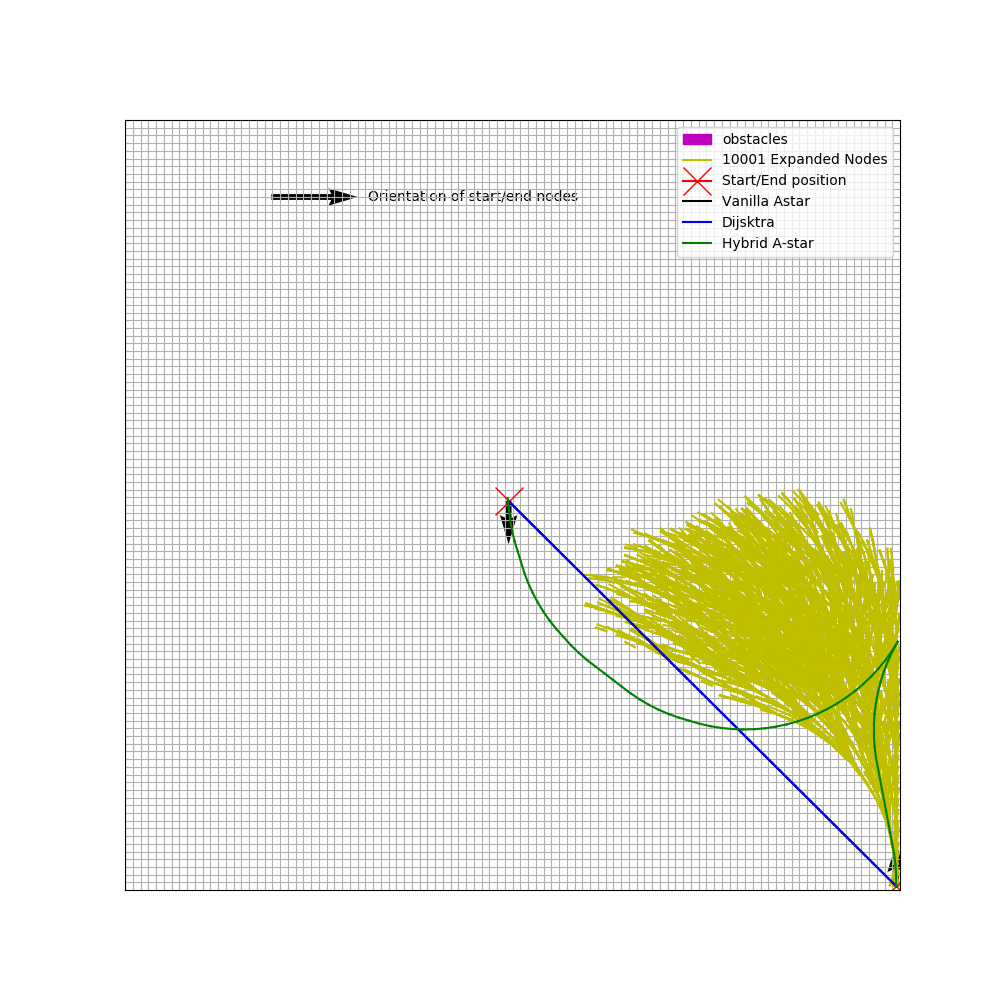 obstacles
10001 Expanded Nodes
Start/End position
Vanilla Astar
Dijsktra
Hybrid A-star
Orientation of start/end nodes